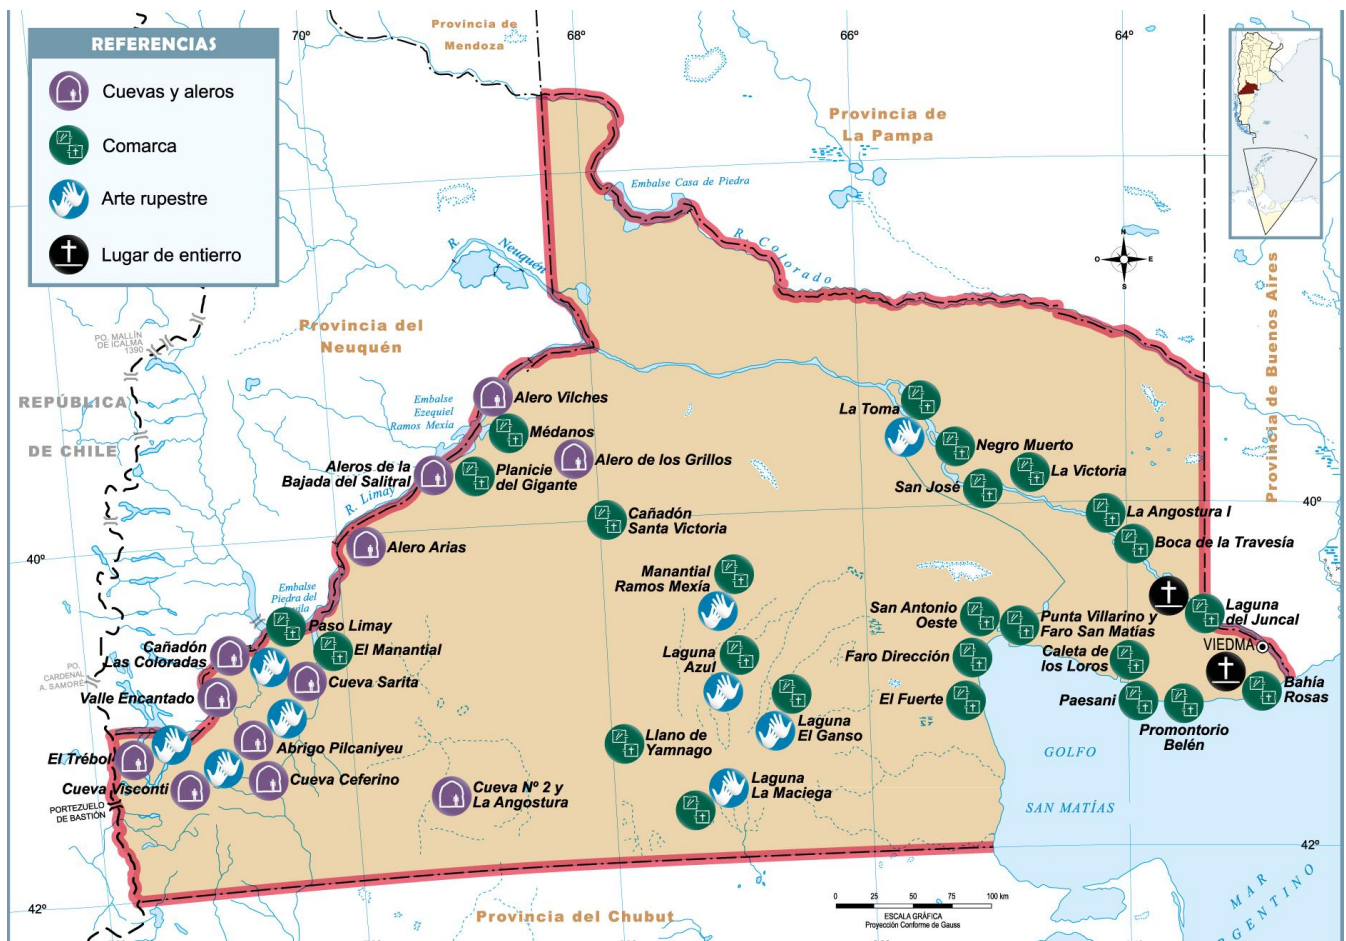 REFERENCIAS
Cuevas y aleros
Comarca
Arte rupestre
Lugar de entierro
70º
68º
66º
64º
Provincia de
Mendoza
Provincia de
La Pampa
Embalse Casa de Piedra
R. Colorado
N
O
E
S
R. Neuquén
Provincia del
Neuquén
Provincia de Buenos Aires
PO. MALLÍN
DE ICALMA
1390
REPÚBLICA
DE CHILE
Embalse
Ezequiel
Ramos Mexía
Alero Vilches
Médanos
Alero de los Grillos
Aleros de la
Bajada del Salitral
Planicie
del Gigante
R. Limay
Cañadón
Santa Victoria
Alero Arias
La Toma
Negro Muerto
La Victoria
San José
La Angostura I
Boca de la Travesía
40º
40º
Embalse
Piedra del
Paso Limay
El Manantial
Cañadón
Las Coloradas
Cueva Sarita
Valle Encantado
PO.
CARDENAL
A. SAMORÉ
Manantial
Ramos Mexía
San Antonio
Oeste
Punta Villarino y
Faro San Matías
Laguna
del Juncal
VIEDMA
Laguna
Azul
Faro Dirección
Caleta de
los Loros
El Fuerte
Paesani
Bahía
Rosas
Promontorio
Belén
Abrigo Pilcaniyeu
El Trébol
Cueva Visconti
Cueva Ceferino
PORTEZUELO
DE BASTIÓN
Cueva Nº 2 y
La Angostura
Llano de
Yamnago
Laguna
El Ganso
Laguna
La Maciega
GOLFO
SAN MATÍAS
42º
42º
Provincia del Chubut
0 25 50 75 100 km
ESCALA GRÁFICA
Proyección Conforme de Gauss
MAR